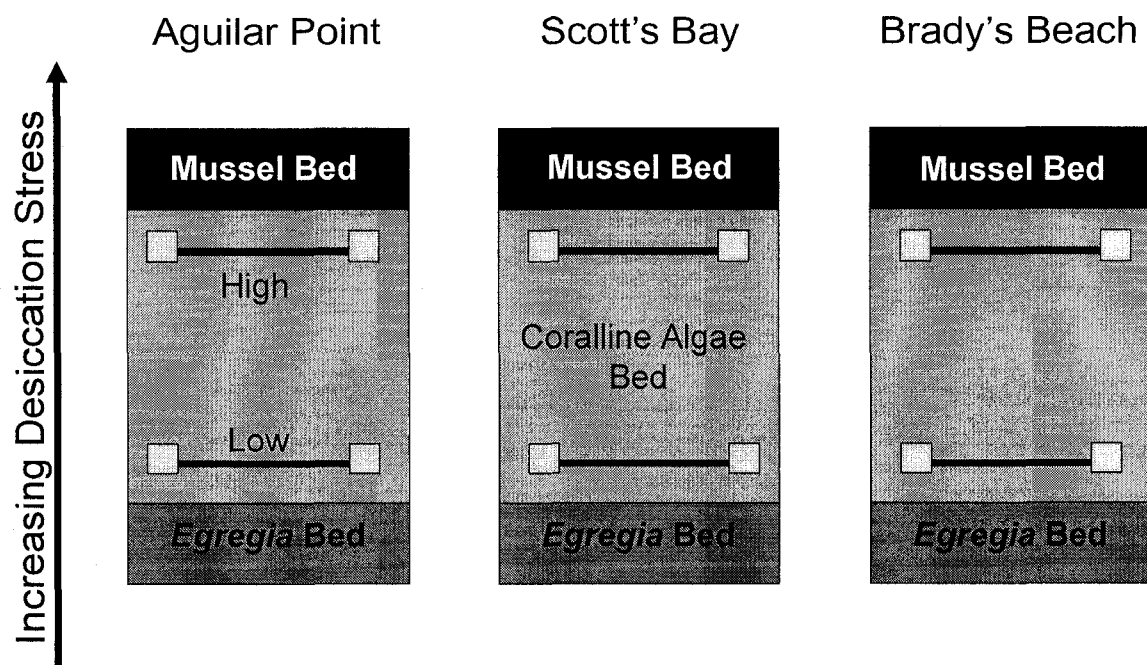 Aguilar Point
Scott's Bay
Brady's Beach
Increasing Desiccation Stress
Mussel Bed
Mussel Bed
Mussel Bed
High
Coralline Algae
Bed
Low
Egregia Bed
Egregia Bed
Egregia Bed